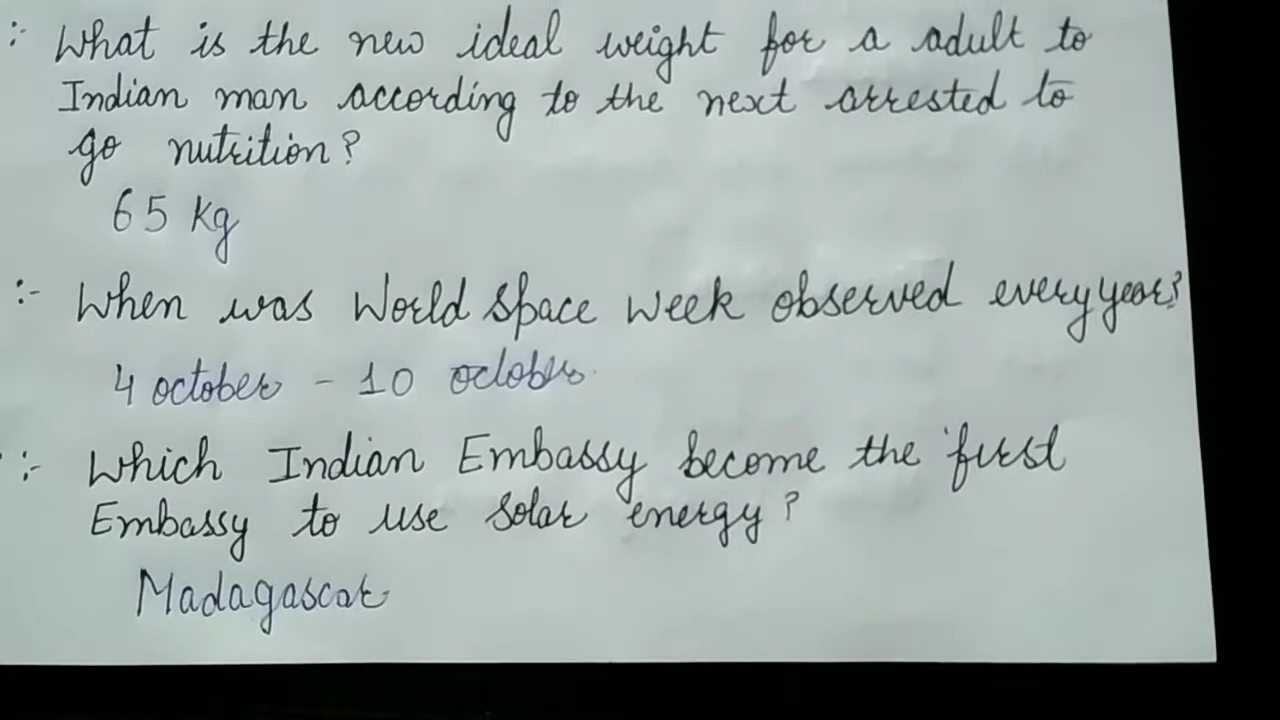 :- What is the new ideal weight for a adult to
Indian man according to the next arrested to
go nutrition?
65 Kg
:- When was World Space Week observed every year?
4 october - 10 october
:- Which Indian Embassy become the first
Embassy to use solar energy?
Madagascar